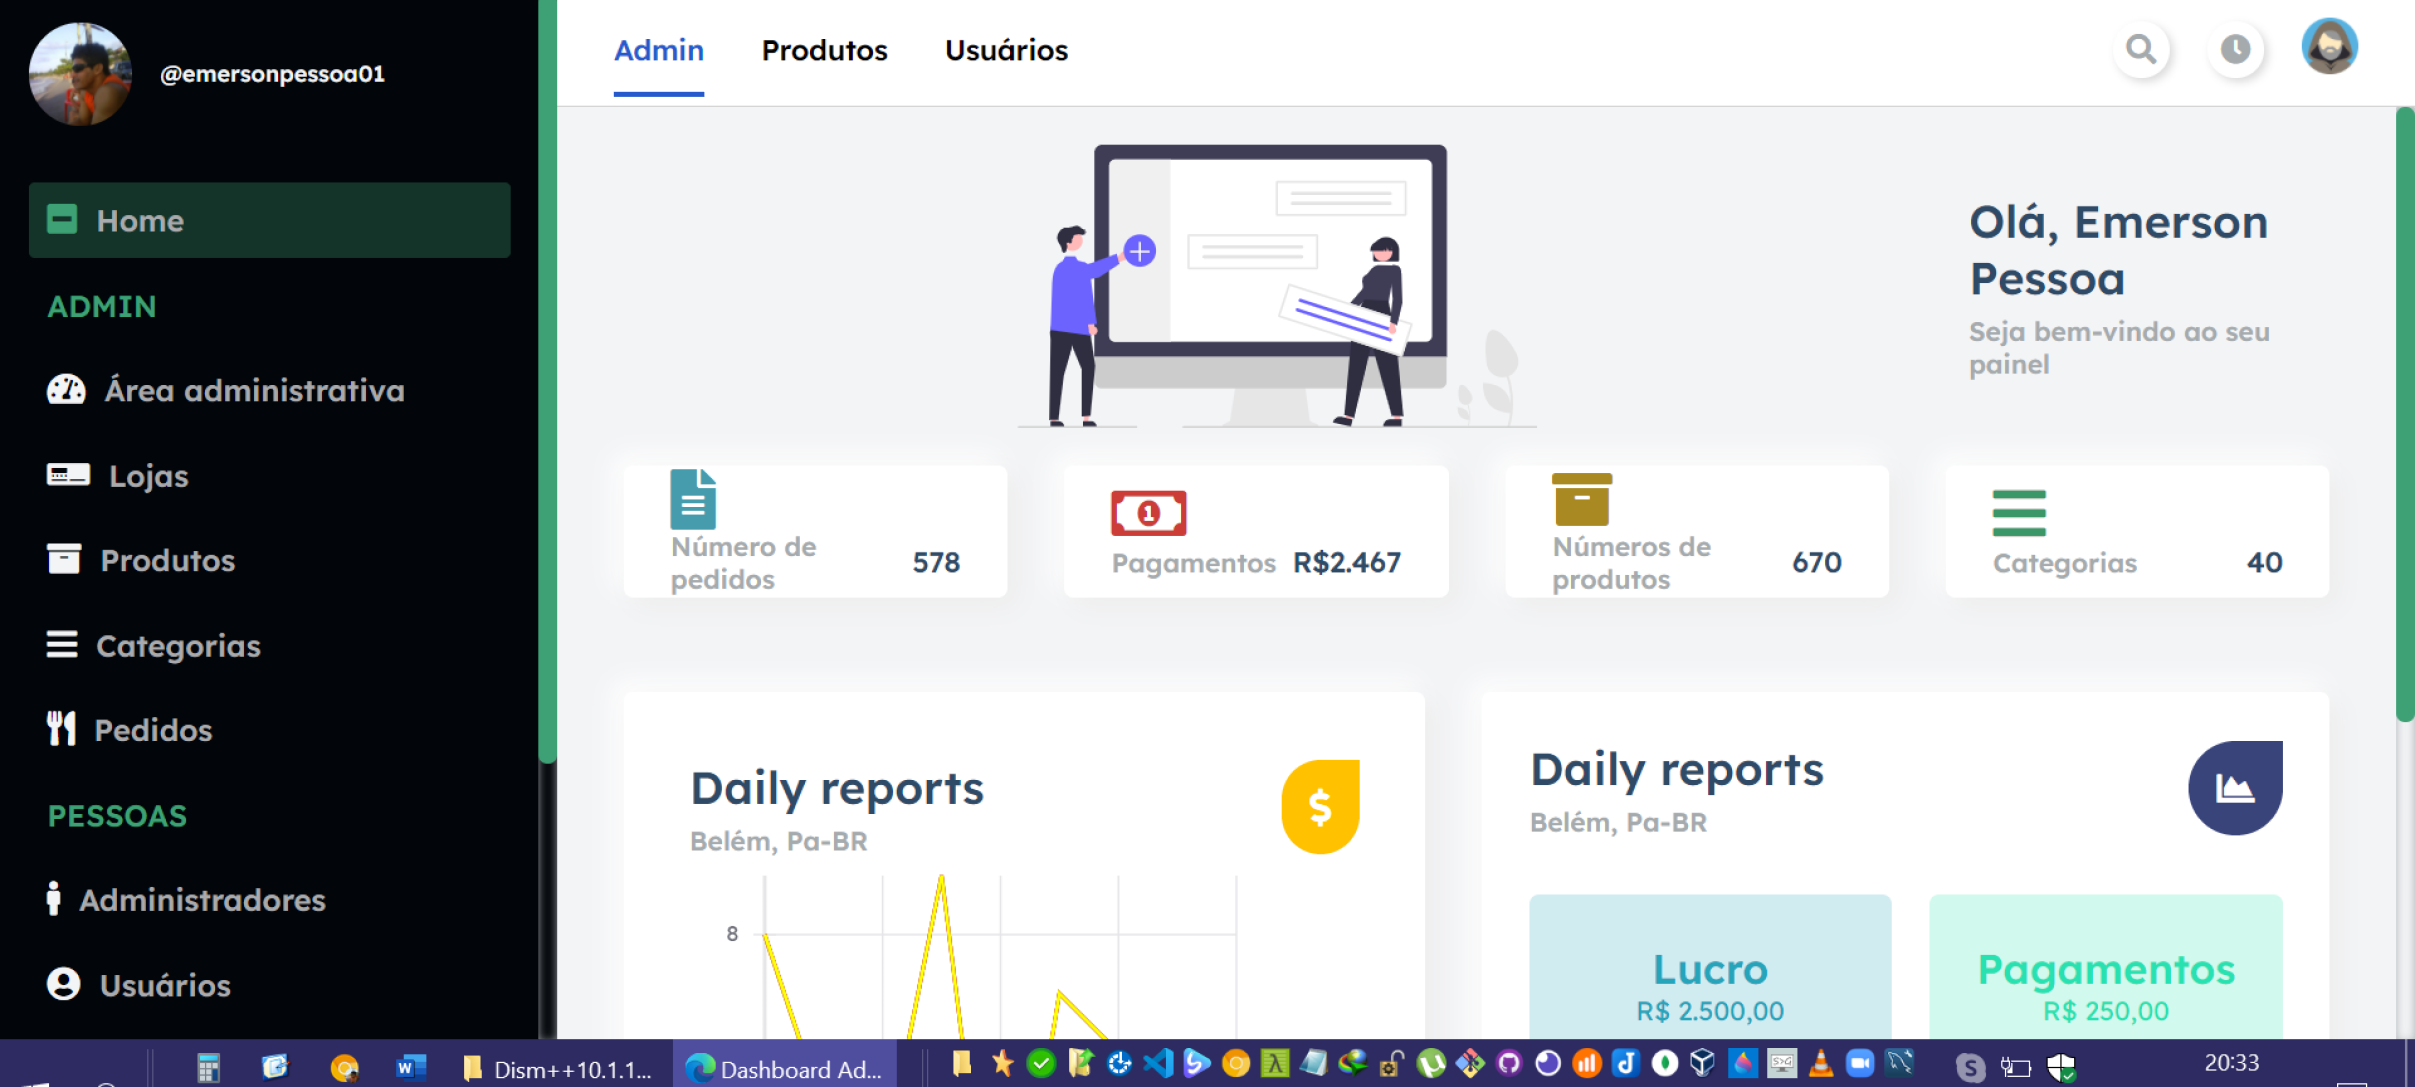 @emersonpessoa01
Home
ADMIN
Área administrativa
Lojas
Produtos
Categorias
Pedidos
PESSOAS
Administradores
Usuários
Admin
Produtos
Usuários
Olá, Emerson
Pessoa
Seja bem-vindo ao seu
painel
Número de
pedidos
578
1
Pagamentos
R$2.467
Números de
produtos
670
Categorias
40
Daily reports
Belém, Pa-BR
$
8
Daily reports
Belém, Pa-BR
Lucro
R$ 2.500,00
Pagamentos
R$ 250,00
Dism++10.1.1...
Dashboard Ad...
20:33